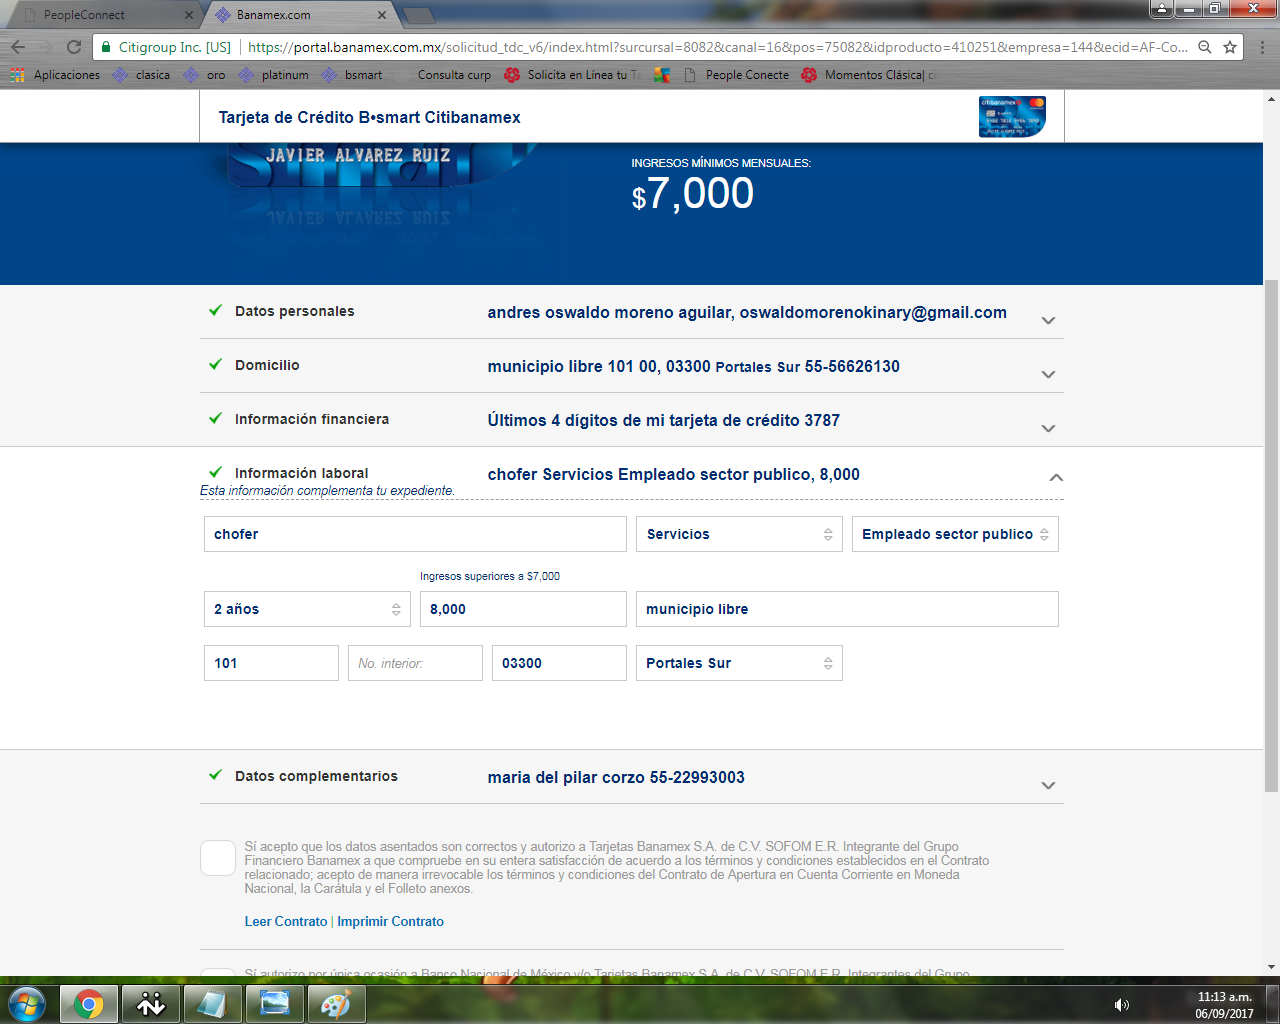 PeopleConnect
Banamex.com
Citigroup Inc. [US] | https://portal.banamex.com.mx/solicitud_tdc_v6/index.html?surcursal=8082&canal=16&pos=75082&idproducto=410251&empresa=144&ecid=AF-Co...
Aplicaciones clasica oro platinum bsmart Consulta curp Solicita en Línea tu Ta People Conecte Momentos Clásica| c
Tarjeta de Crédito B•smart Citibanamex
citibanamex
JAVIER ALVAREZ RUIZ
INGRESOS MÍNIMOS MENSUALES:
$7,000
Datos personales andres oswaldo moreno aguilar, oswaldomorenokinary@gmail.com
Domicilio municipio libre 101 00, 03300 Portales Sur 55-56626130
Información financiera Últimos 4 dígitos de mi tarjeta de crédito 3787
Información laboral chofer Servicios Empleado sector publico, 8,000
Esta información complementa tu expediente.
chofer Servicios Empleado sector publico
Ingresos superiores a $7,000
2 años 8,000 municipio libre
101 No. interior: 03300 Portales Sur
Datos complementarios maria del pilar corzo 55-22993003
Sí acepto que los datos asentados son correctos y autorizo a Tarjetas Banamex S.A. de C.V. SOFOM E.R. Integrante del Grupo
Financiero Banamex a que compruebe en su entera satisfacción de acuerdo a los términos y condiciones establecidos en el Contrato
relacionado; acepto de manera irrevocable los términos y condiciones del Contrato de Apertura en Cuenta Corriente en Moneda
Nacional, la Carátula y el Folleto anexos.
Leer Contrato | Imprimir Contrato
Sí autorizo por única ocasión a Banco Nacional de México y/o Tarjetas Banamex S.A. de C.V. SOFOM E.R. Integrantes del Grupo
11:13 a.m.
06/09/2017